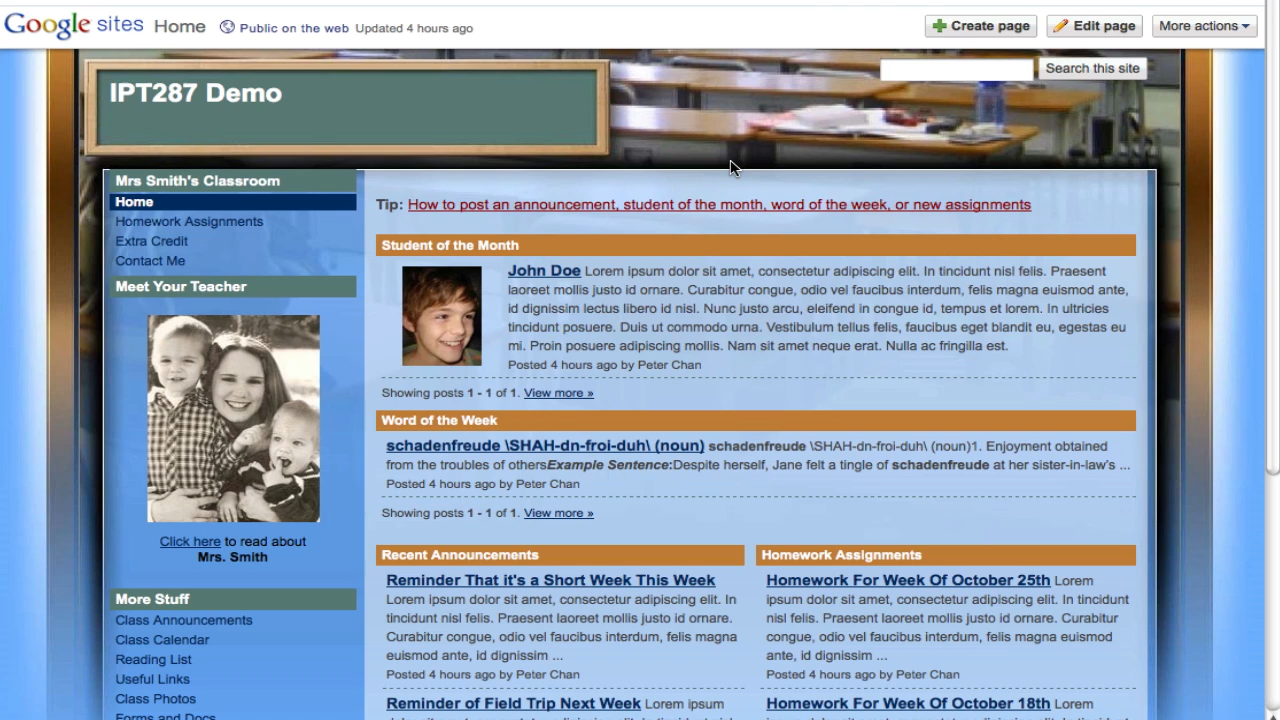 Google sites Home Public on the web Updated 4 hours ago Create page Edit page More actions
IPT287 Demo
Search this site
Mrs Smith's Classroom
Home
Homework Assignments
Extra Credit
Contact Me
Meet Your Teacher
Click here to read about
Mrs. Smith
More Stuff
Class Announcements
Class Calendar
Reading List
Useful Links
Class Photos
Forms and Docs
Tip: How to post an announcement, student of the month, word of the week, or new assignments
Student of the Month
John Doe Lorem ipsum dolor sit amet, consectetur adipiscing elit. In tincidunt nisl felis. Praesent
laoreet mollis justo id ornare. Curabitur congue, odio vel faucibus interdum, felis magna euismod ante,
id dignissim lectus libero id nisl. Nunc justo arcu, eleifend in congue id, tempus et lorem. In ultricies
tincidunt posuere. Duis ut commodo urna. Vestibulum tellus felis, faucibus eget blandit eu, egestas eu
mi. Proin posuere adipiscing mollis. Nam sit amet neque erat. Nulla ac fringilla est.
Posted 4 hours ago by Peter Chan
Showing posts 1 - 1 of 1. View more »
Word of the Week
schadenfreude \SHAH-dn-froi-duh\ (noun) schadenfreude \SHAH-dn-froi-duh\ (noun)1. Enjoyment obtained
from the troubles of othersExample Sentence:Despite herself, Jane felt a tingle of schadenfreude at her sister-in-law's ...
Posted 4 hours ago by Peter Chan
Showing posts 1 - 1 of 1. View more »
Recent Announcements
Reminder That it's a Short Week This Week
Lorem ipsum dolor sit amet, consectetur adipiscing elit. In
tincidunt nisl felis. Praesent laoreet mollis justo id ornare.
Curabitur congue, odio vel faucibus interdum, felis magna
euismod ante, id dignissim ...
Posted 4 hours ago by Peter Chan
Reminder of Field Trip Next Week Lorem ipsum
Homework Assignments
Homework For Week Of October 25th Lorem
ipsum dolor sit amet, consectetur adipiscing elit. In tincidunt
nisl felis. Praesent laoreet mollis justo id ornare. Curabitur
congue, odio vel faucibus interdum, felis magna euismod
ante, id dignissim ...
Posted 4 hours ago by Peter Chan
Homework For Week Of October 18th Lorem